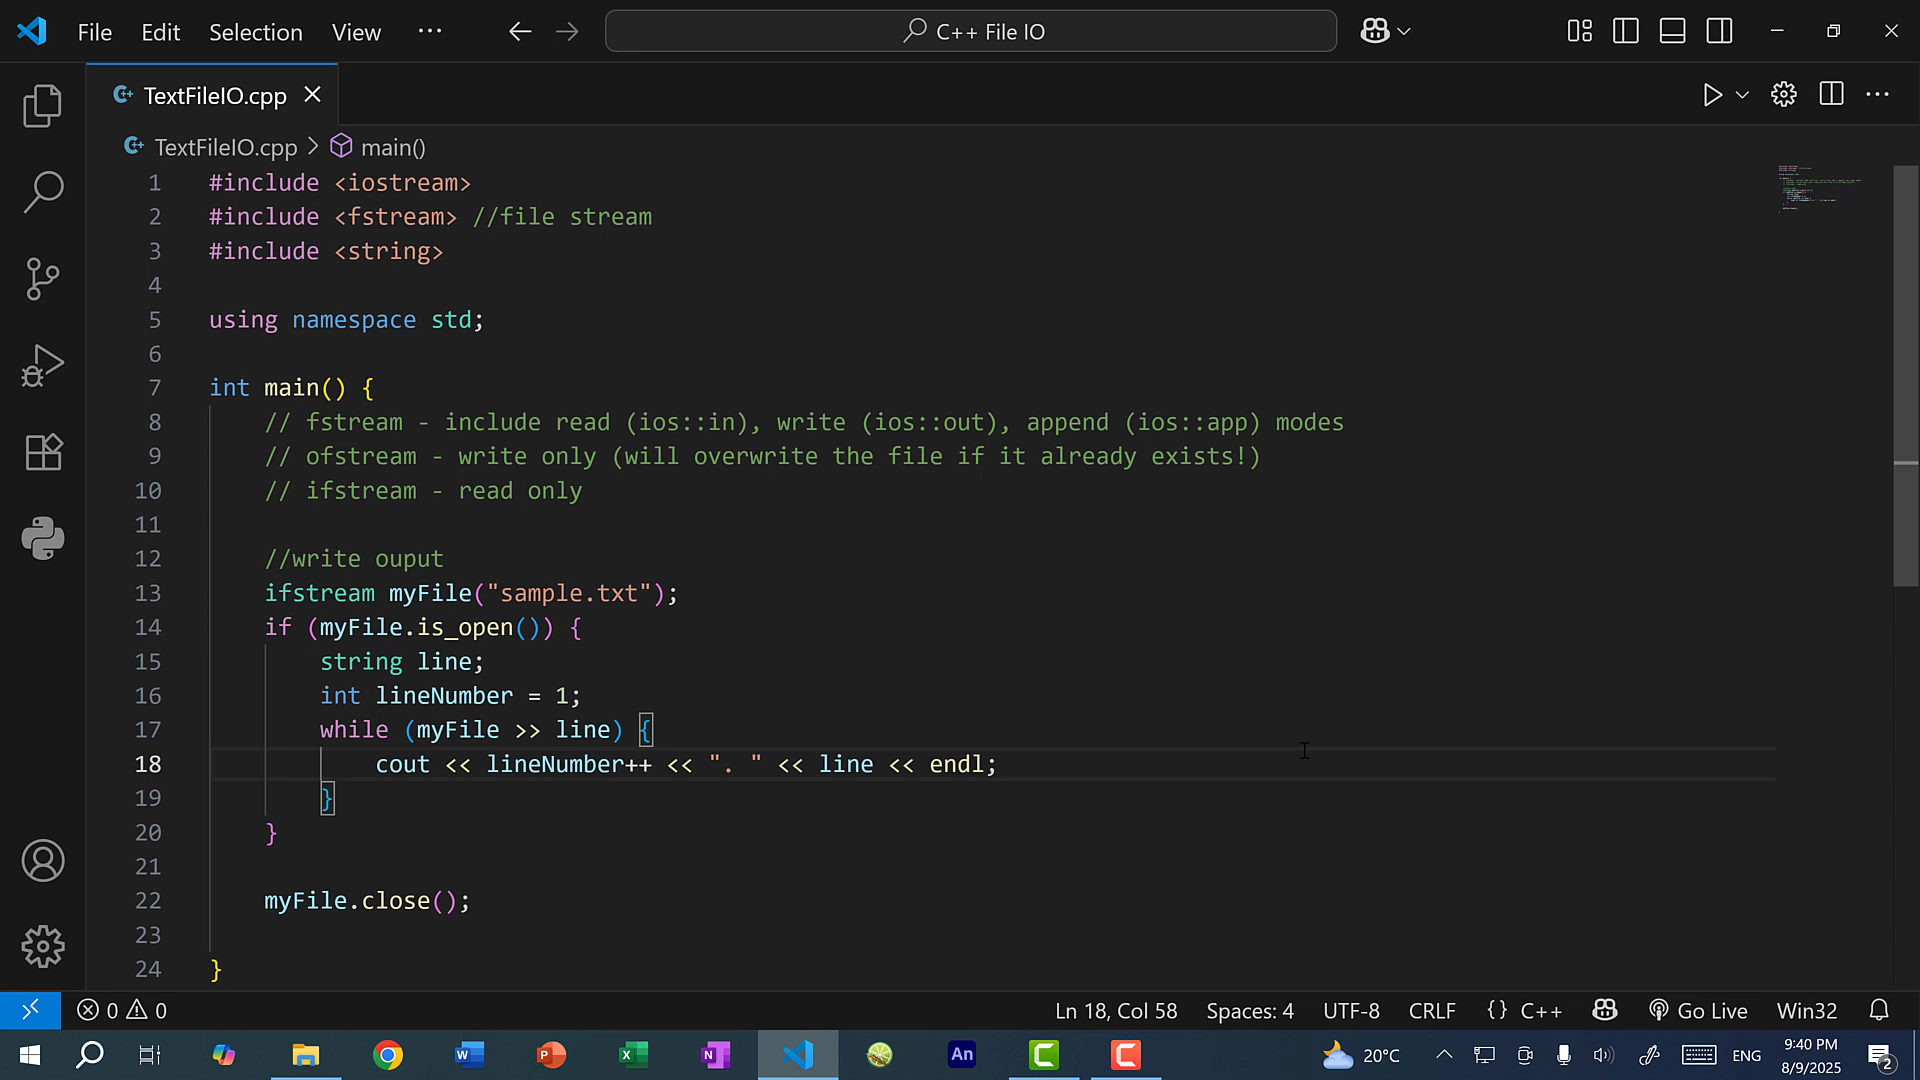 File Edit Selection View ··· C++ File IO
TextFileIO.cpp
TextFileIO.cpp > main()
1 #include <iostream>
2 #include <fstream> //file stream
3 #include <string>
4
5 using namespace std;
6
7 int main() {
8 // fstream - include read (ios::in), write (ios::out), append (ios::app) modes
9 // ofstream - write only (will overwrite the file if it already exists!)
10 // ifstream - read only
11
12 //write ouput
13 ifstream myFile("sample.txt");
14 if (myFile.is_open()) {
15 string line;
16 int lineNumber = 1;
17 while (myFile >> line) {
18 cout << lineNumber++ << ". " << line << endl;
19 }
20 }
21
22 myFile.close();
23
24 }
0 0 Ln 18, Col 58 Spaces: 4 UTF-8 CRLF {} C++ Go Live Win32
W P X N An C C 20°C ENG 9:40 PM
8/9/2025 2